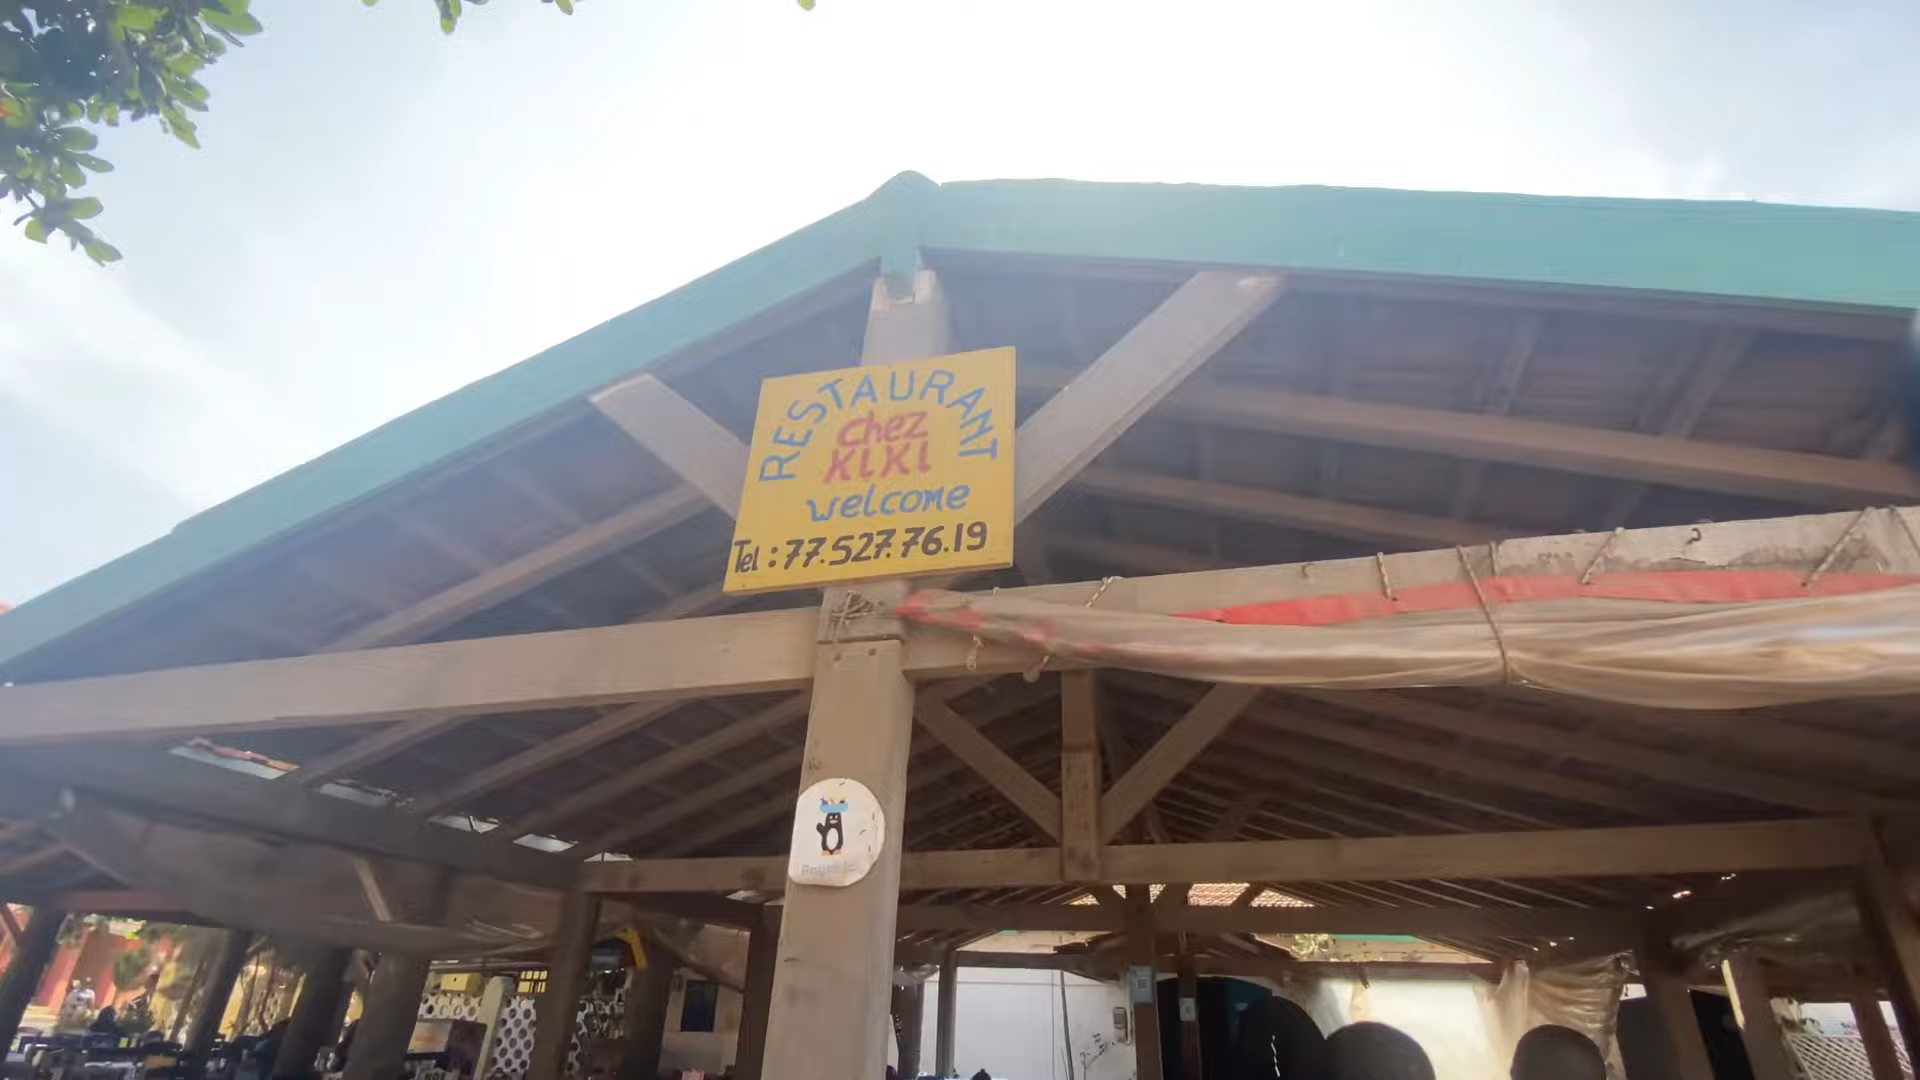 RESTAURANT
chez
KIKI
welcome
Tel : 77.527.76.19